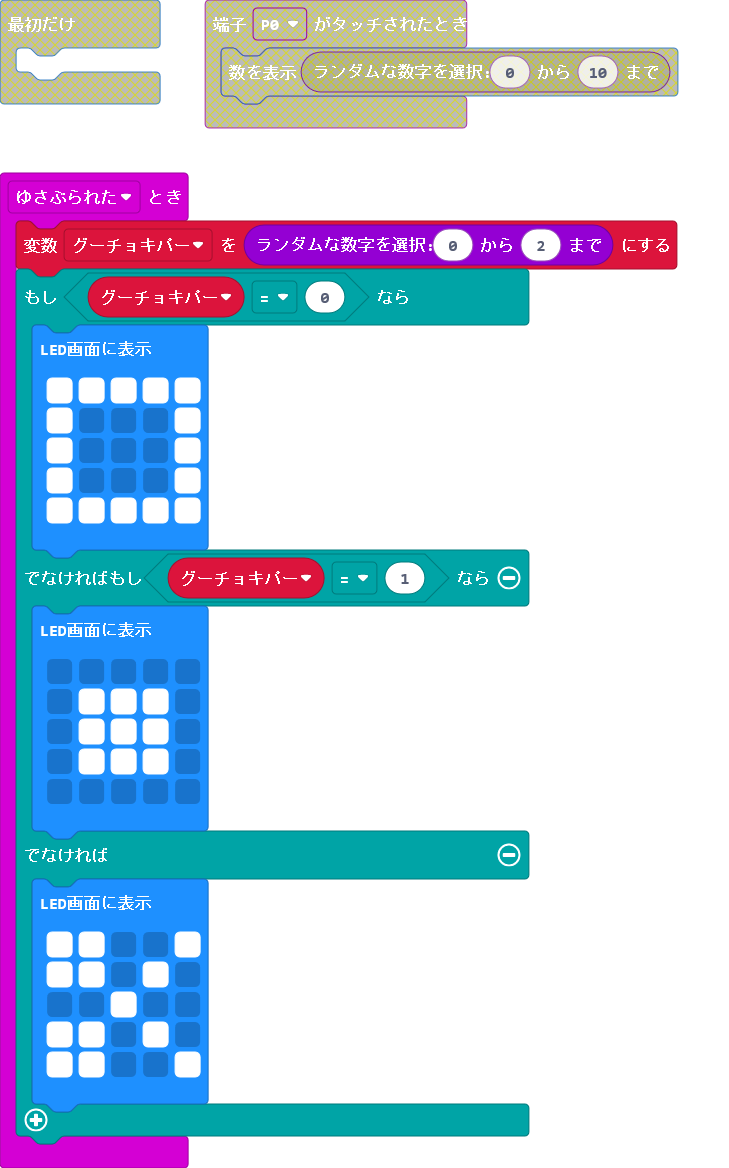 最初だけ
端子 P0 がタッチされたとき
数を表示 ランダムな数字を選択: 0 から 10 まで
ゆさぶられた とき
変数 グーチョキパー を ランダムな数字を選択: 0 から 2 まで にする
もし グーチョキパー = 0 なら
LED画面に表示
でなければもし グーチョキパー = 1 なら
LED画面に表示
でなければ
LED画面に表示